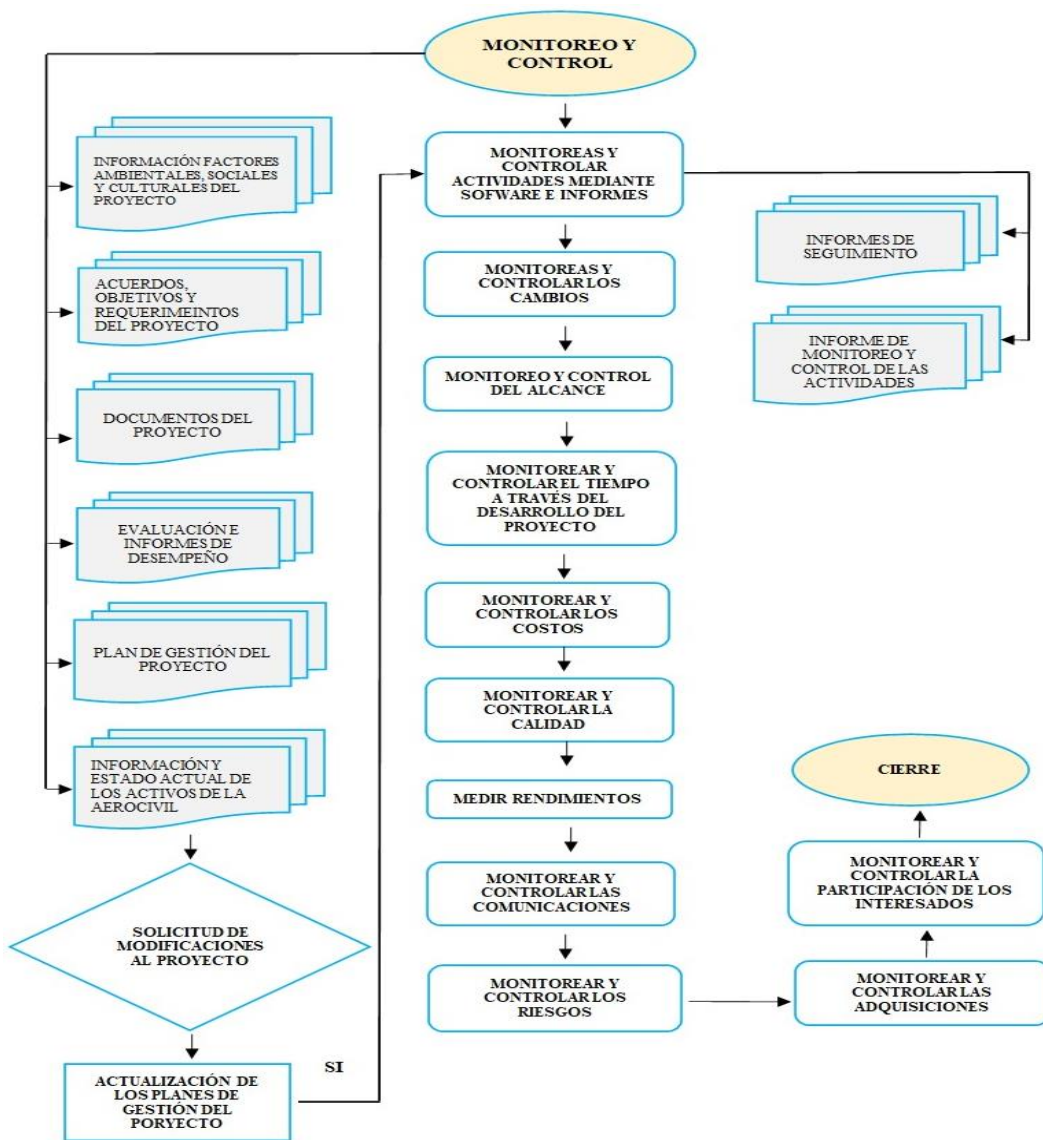 MONITOREO Y
CONTROL
INFORMACIÓN FACTORES
AMBIENTALES, SOCIALES
Y CULTURALES DEL
PROYECTO
ACUERDOS,
OBJETIVOS Y
REQUERIMEINTOS
DEL PROYECTO
DOCUMENTOS DEL
PROYECTO
EVALUACIÓN E
INFORMES DE
DESEMPEÑO
PLAN DE GESTIÓN DEL
PROYECTO
INFORMACIÓN Y
ESTADO ACTUAL DE
LOS ACTIVOS DE LA
AEROCIVIL
SOLICITUD DE
MODIFICACIONES
AL PROYECTO
SI
ACTUALIZACIÓN DE
LOS PLANES DE
GESTIÓN DEL
PORYECTO
MONITOREAS Y
CONTROLAR
ACTIVIDADES MEDIANTE
SOFWARE E INFORMES
MONITOREAS Y
CONTROLAR LOS
CAMBIOS
MONITOREO Y CONTROL
DEL ALCANCE
MONITOREAR Y
CONTROLAR EL TIEMPO
A TRAVÉS DEL
DESARROLLO DEL
PROYECTO
MONITOREAR Y
CONTROLAR LOS
COSTOS
MONITOREAR Y
CONTROLAR LA
CALIDAD
MEDIR RENDIMIENTOS
MONITOREAR Y
CONTROLAR LAS
COMUNICACIONES
MONITOREAR Y
CONTROLAR LOS
RIESGOS
INFORMES DE
SEGUIMIENTO
INFORME DE
MONITOREO Y
CONTROL DE LAS
ACTIVIDADES
CIERRE
MONITOREAR Y
CONTROLAR LA
PARTICIPACIÓN DE LOS
INTERESADOS
MONITOREAR Y
CONTROLAR LAS
ADQUISICIONES